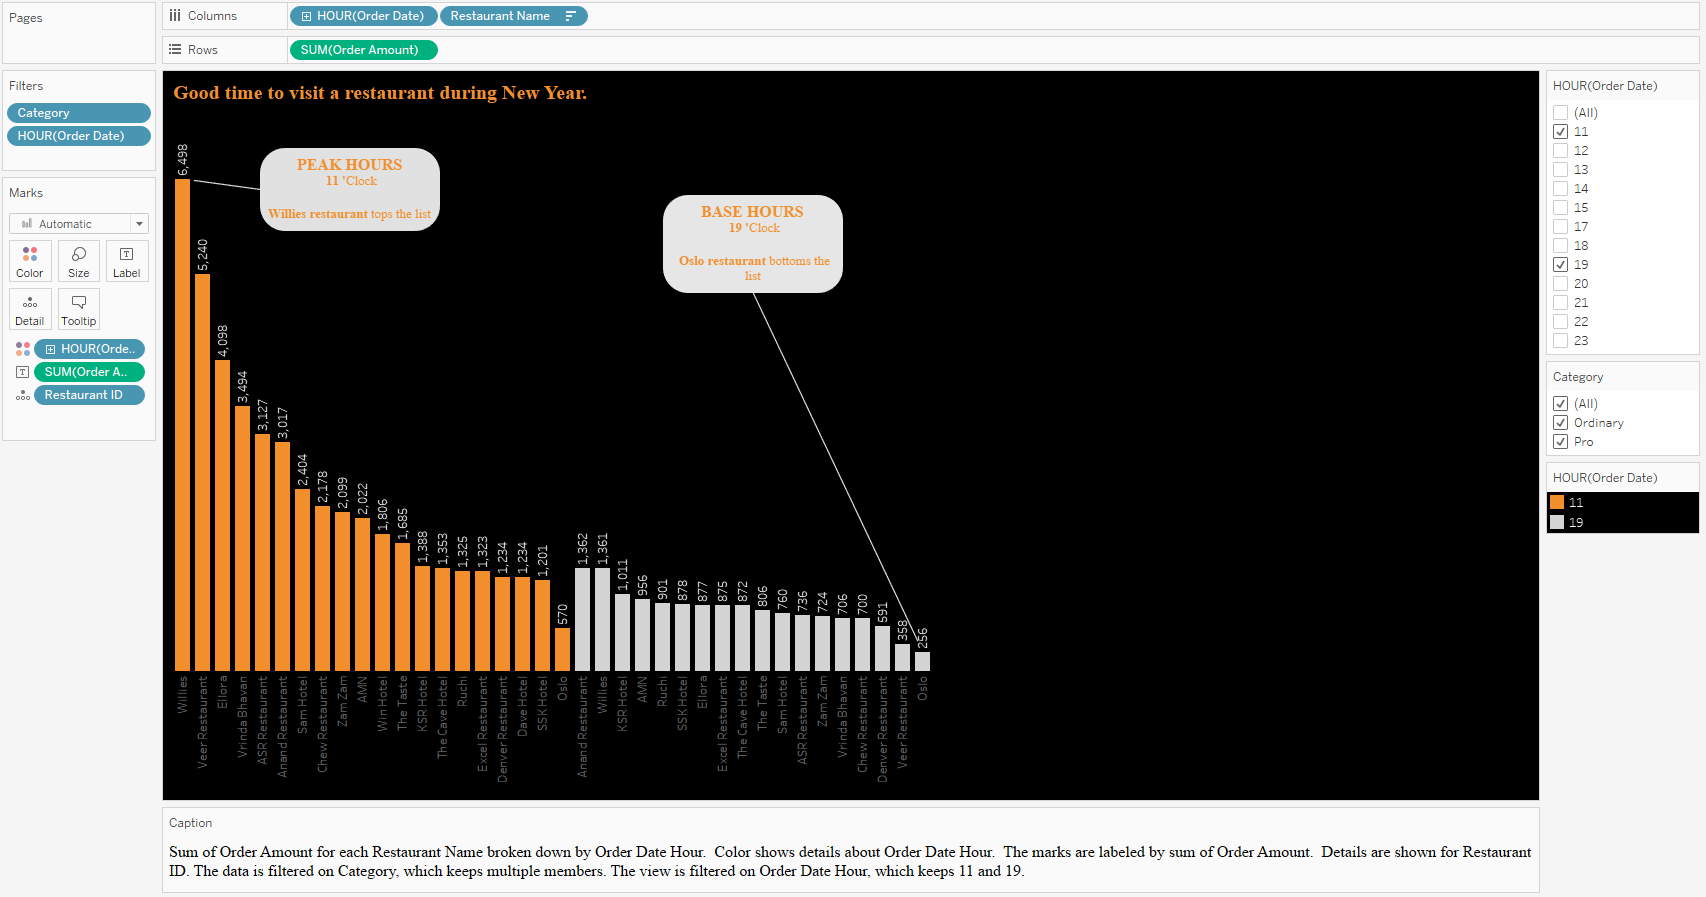 Pages
Columns
HOUR(Order Date)
Restaurant Name
Rows
SUM(Order Amount)
Filters
Category
HOUR(Order Date)
Marks
Automatic
Color
Size
Label
Detail
Tooltip
HOUR(Orde..
SUM(Order A..
Restaurant ID
Good time to visit a restaurant during New Year.
PEAK HOURS
11 'Clock
Willies restaurant tops the list
BASE HOURS
19 'Clock
Oslo restaurant bottoms the
list
6,498
5,240
4,098
3,494
3,127
3,017
2,404
2,178
2,099
2,022
1,806
1,685
1,388
1,353
1,325
1,323
1,234
1,234
1,201
570
1,362
1,361
1,011
956
901
878
877
875
872
806
760
736
724
706
700
591
358
256
Willies
Veer Restaurant
Ellora
Vrinda Bhavan
ASR Restaurant
Anand Restaurant
Sam Hotel
Chew Restaurant
Zam Zam
AMN
Win Hotel
The Taste
KSR Hotel
The Cave Hotel
Ruchi
Excel Restaurant
Denver Restaurant
Dave Hotel
SSK Hotel
Oslo
Anand Restaurant
Willies
KSR Hotel
AMN
Ruchi
SSK Hotel
Ellora
Excel Restaurant
The Cave Hotel
The Taste
Sam Hotel
ASR Restaurant
Zam Zam
Vrinda Bhavan
Chew Restaurant
Denver Restaurant
Veer Restaurant
Oslo
HOUR(Order Date)
(All)
11
12
13
14
15
17
18
19
20
21
22
23
Category
(All)
Ordinary
Pro
HOUR(Order Date)
11
19
Caption
Sum of Order Amount for each Restaurant Name broken down by Order Date Hour.  Color shows details about Order Date Hour.  The marks are labeled by sum of Order Amount.  Details are shown for Restaurant
ID. The data is filtered on Category, which keeps multiple members. The view is filtered on Order Date Hour, which keeps 11 and 19.